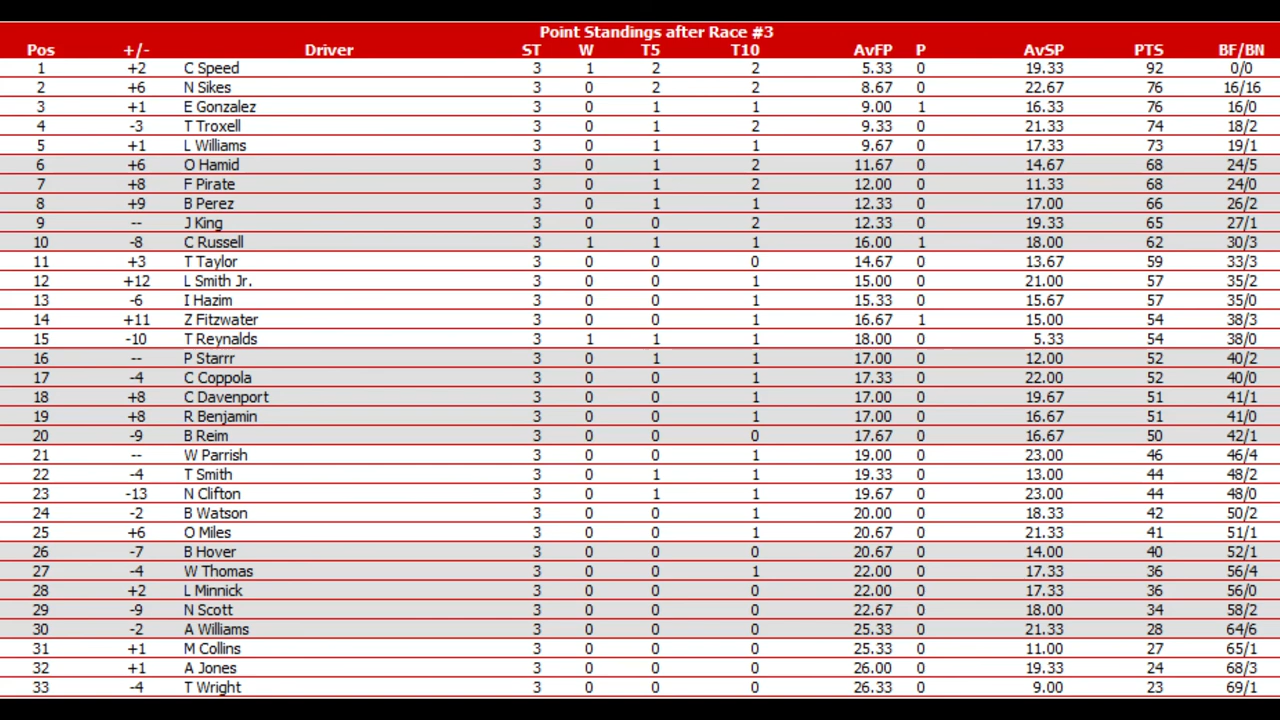 Point Standings after Race #3
Pos +/- Driver ST W T5 T10 AvFP P AvSP PTS BF/BN
1 +2 C Speed 3 1 2 2 5.33 0 19.33 92 0/0
2 +6 N Sikes 3 0 2 2 8.67 0 22.67 76 16/16
3 +1 E Gonzalez 3 0 1 1 9.00 1 16.33 76 16/0
4 -3 T Troxell 3 0 1 2 9.33 0 21.33 74 18/2
5 +1 L Williams 3 0 1 1 9.67 0 17.33 73 19/1
6 +6 O Hamid 3 0 1 2 11.67 0 14.67 68 24/5
7 +8 F Pirate 3 0 1 2 12.00 0 11.33 68 24/0
8 +9 B Perez 3 0 1 1 12.33 0 17.00 66 26/2
9 -- J King 3 0 0 2 12.33 0 19.33 65 27/1
10 -8 C Russell 3 1 1 1 16.00 1 18.00 62 30/3
11 +3 T Taylor 3 0 0 0 14.67 0 13.67 59 33/3
12 +12 L Smith Jr. 3 0 0 1 15.00 0 21.00 57 35/2
13 -6 I Hazim 3 0 0 1 15.33 0 15.67 57 35/0
14 +11 Z Fitzwater 3 0 0 1 16.67 1 15.00 54 38/3
15 -10 T Reynalds 3 1 1 1 18.00 0 5.33 54 38/0
16 -- P Starrr 3 0 1 1 17.00 0 12.00 52 40/2
17 -4 C Coppola 3 0 0 1 17.33 0 22.00 52 40/0
18 +8 C Davenport 3 0 0 1 17.00 0 19.67 51 41/1
19 +8 R Benjamin 3 0 0 1 17.00 0 16.67 51 41/0
20 -9 B Reim 3 0 0 0 17.67 0 16.67 50 42/1
21 -- W Parrish 3 0 0 1 19.00 0 23.00 46 46/4
22 -4 T Smith 3 0 1 1 19.33 0 13.00 44 48/2
23 -13 N Clifton 3 0 1 1 19.67 0 23.00 44 48/0
24 -2 B Watson 3 0 0 1 20.00 0 18.33 42 50/2
25 +6 O Miles 3 0 0 1 20.67 0 21.33 41 51/1
26 -7 B Hover 3 0 0 0 20.67 0 14.00 40 52/1
27 -4 W Thomas 3 0 0 1 22.00 0 17.33 36 56/4
28 +2 L Minnick 3 0 0 0 22.00 0 17.33 36 56/0
29 -9 N Scott 3 0 0 0 22.67 0 18.00 34 58/2
30 -2 A Williams 3 0 0 0 25.33 0 21.33 28 64/6
31 +1 M Collins 3 0 0 0 25.33 0 11.00 27 65/1
32 +1 A Jones 3 0 0 0 26.00 0 19.33 24 68/3
33 -4 T Wright 3 0 0 0 26.33 0 9.00 23 69/1